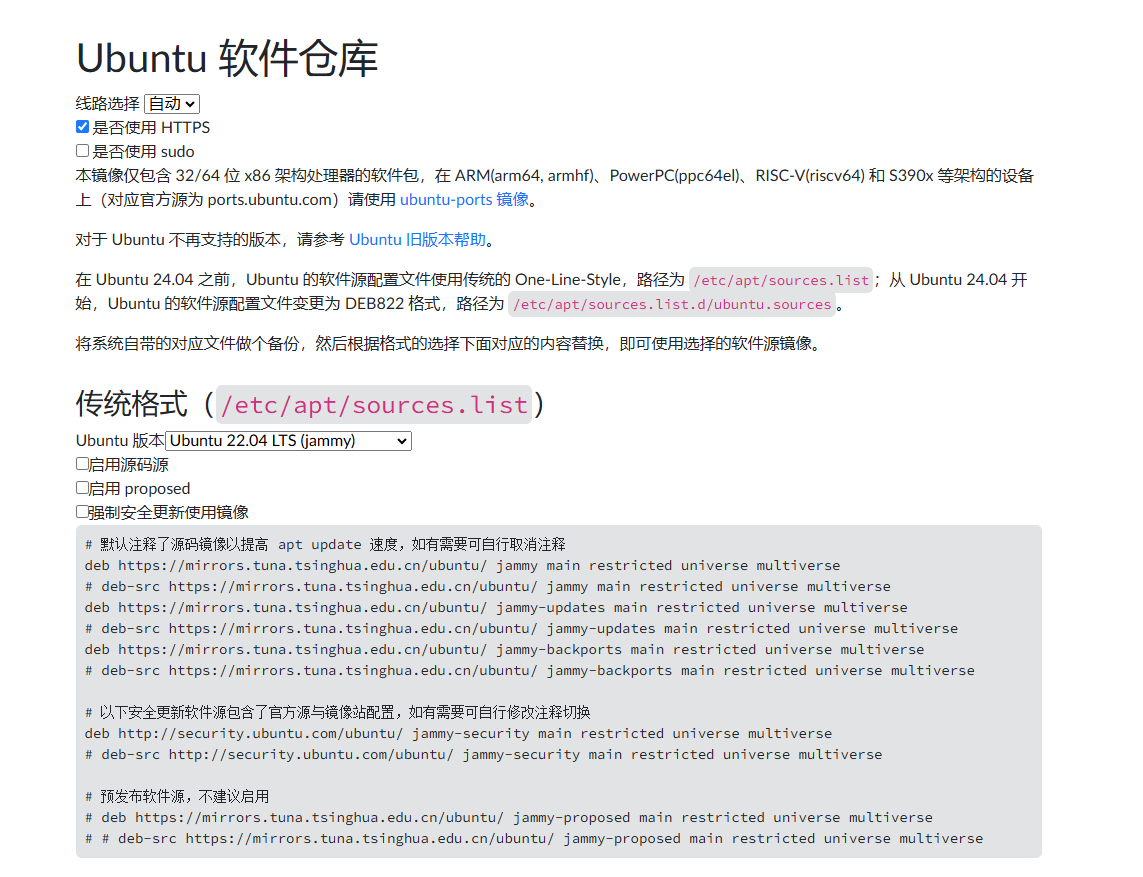 Ubuntu 软件仓库
线路选择 自动
是否使用 HTTPS
是否使用 sudo
本镜像仅包含 32/64 位 x86 架构处理器的软件包，在 ARM(arm64, armhf)、PowerPC(ppc64el)、RISC-V(riscv64) 和 S390x 等架构的设备
上（对应官方源为 ports.ubuntu.com）请使用 ubuntu-ports 镜像。
对于 Ubuntu 不再支持的版本，请参考 Ubuntu 旧版本帮助。
在 Ubuntu 24.04 之前，Ubuntu 的软件源配置文件使用传统的 One-Line-Style，路径为 /etc/apt/sources.list；从 Ubuntu 24.04 开
始，Ubuntu 的软件源配置文件变更为 DEB822 格式，路径为 /etc/apt/sources.list.d/ubuntu.sources。
将系统自带的对应文件做个备份，然后根据格式的选择下面对应的内容替换，即可使用选择的软件源镜像。
传统格式（/etc/apt/sources.list）
Ubuntu 版本 Ubuntu 22.04 LTS (jammy)
启用源码源
启用 proposed
强制安全更新使用镜像
# 默认注释了源码镜像以提高 apt update 速度，如有需要可自行取消注释
deb https://mirrors.tuna.tsinghua.edu.cn/ubuntu/ jammy main restricted universe multiverse
# deb-src https://mirrors.tuna.tsinghua.edu.cn/ubuntu/ jammy main restricted universe multiverse
deb https://mirrors.tuna.tsinghua.edu.cn/ubuntu/ jammy-updates main restricted universe multiverse
# deb-src https://mirrors.tuna.tsinghua.edu.cn/ubuntu/ jammy-updates main restricted universe multiverse
deb https://mirrors.tuna.tsinghua.edu.cn/ubuntu/ jammy-backports main restricted universe multiverse
# deb-src https://mirrors.tuna.tsinghua.edu.cn/ubuntu/ jammy-backports main restricted universe multiverse
# 以下安全更新软件源包含了官方源与镜像站配置，如有需要可自行修改注释切换
deb http://security.ubuntu.com/ubuntu/ jammy-security main restricted universe multiverse
# deb-src http://security.ubuntu.com/ubuntu/ jammy-security main restricted universe multiverse
# 预发布软件源，不建议启用
# deb https://mirrors.tuna.tsinghua.edu.cn/ubuntu/ jammy-proposed main restricted universe multiverse
# # deb-src https://mirrors.tuna.tsinghua.edu.cn/ubuntu/ jammy-proposed main restricted universe multiverse